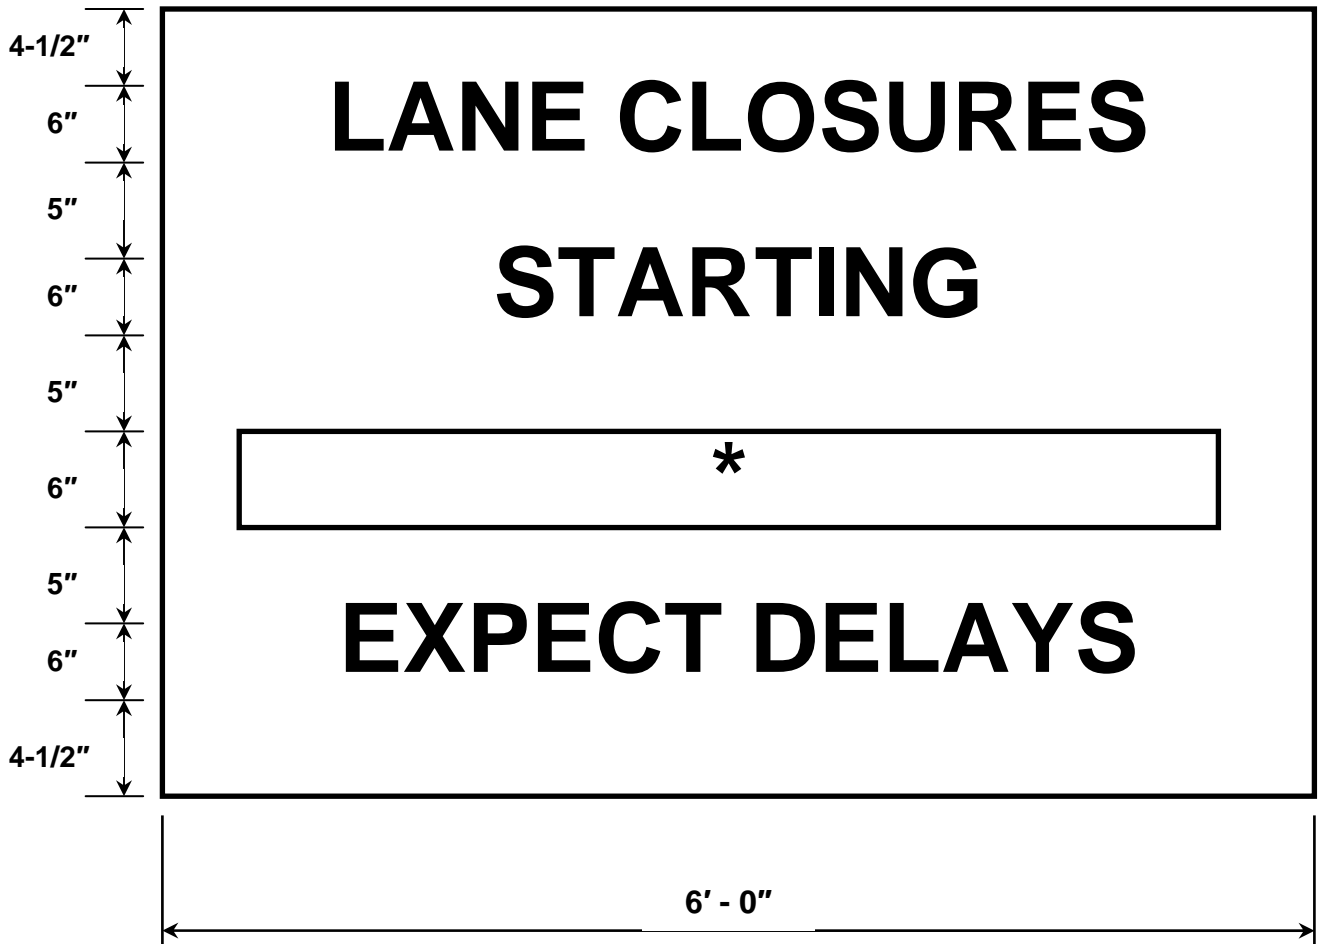 4-1/2″
6″
LANE CLOSURES
5″
6″
STARTING
5″
6″
*
5″
6″
EXPECT DELAYS
4-1/2″
6′ - 0″